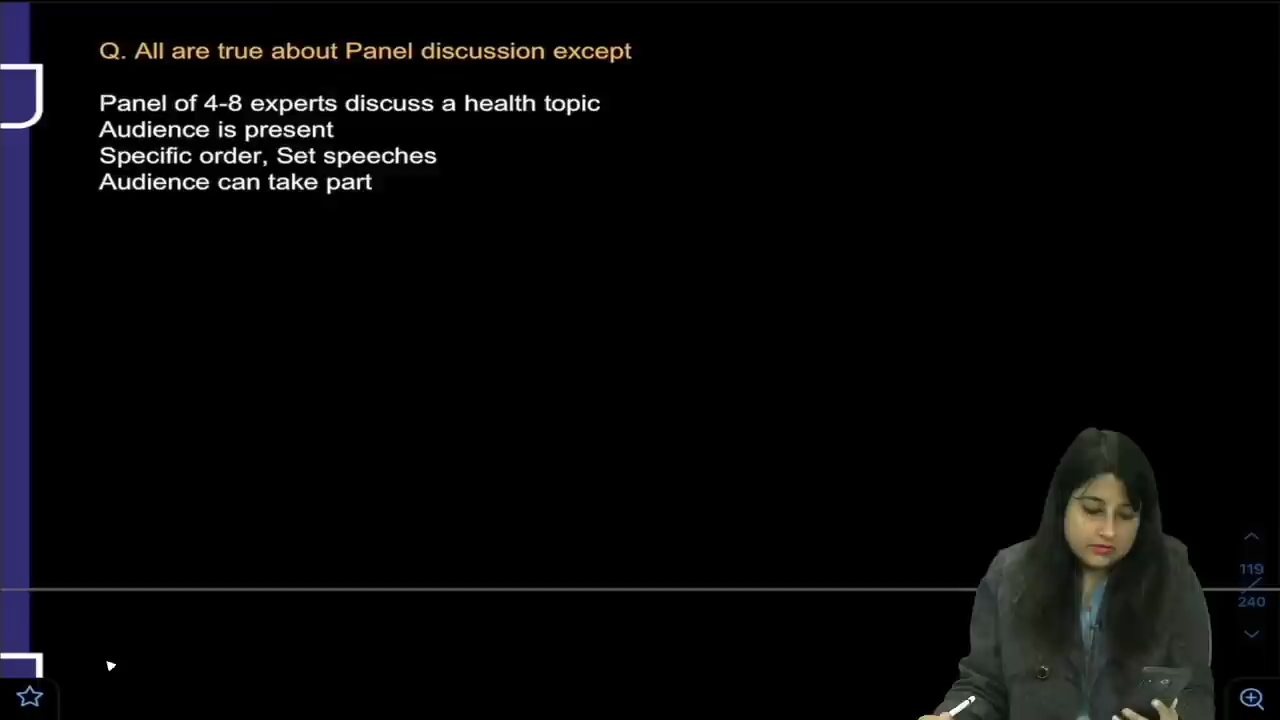 Q. All are true about Panel discussion except
Panel of 4-8 experts discuss a health topic
Audience is present
Specific order, Set speeches
Audience can take part
119
240